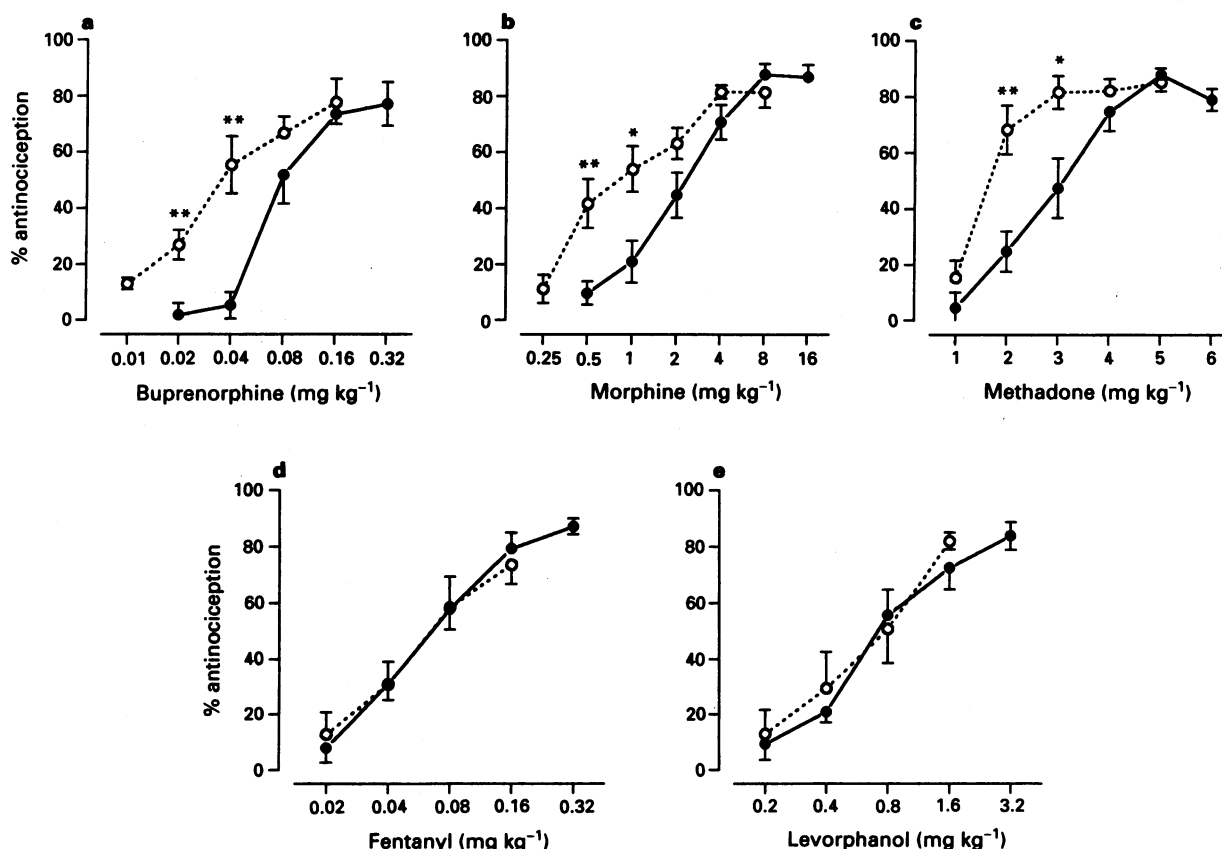 a
b
c
% antinociception
100
80
60
40
20
0
0.01 0.02 0.04 0.08 0.16 0.32
Buprenorphine (mg kg⁻¹)
** **
100
80
60
40
20
0
0.25 0.5 1 2 4 8 16
Morphine (mg kg⁻¹)
** *
100
80
60
40
20
0
1 2 3 4 5 6
Methadone (mg kg⁻¹)
** *
d
e
% antinociception
100
80
60
40
20
0
0.02 0.04 0.08 0.16 0.32
Fentanyl (mg kg⁻¹)
100
80
60
40
20
0
0.2 0.4 0.8 1.6 3.2
Levorphanol (mg kg⁻¹)